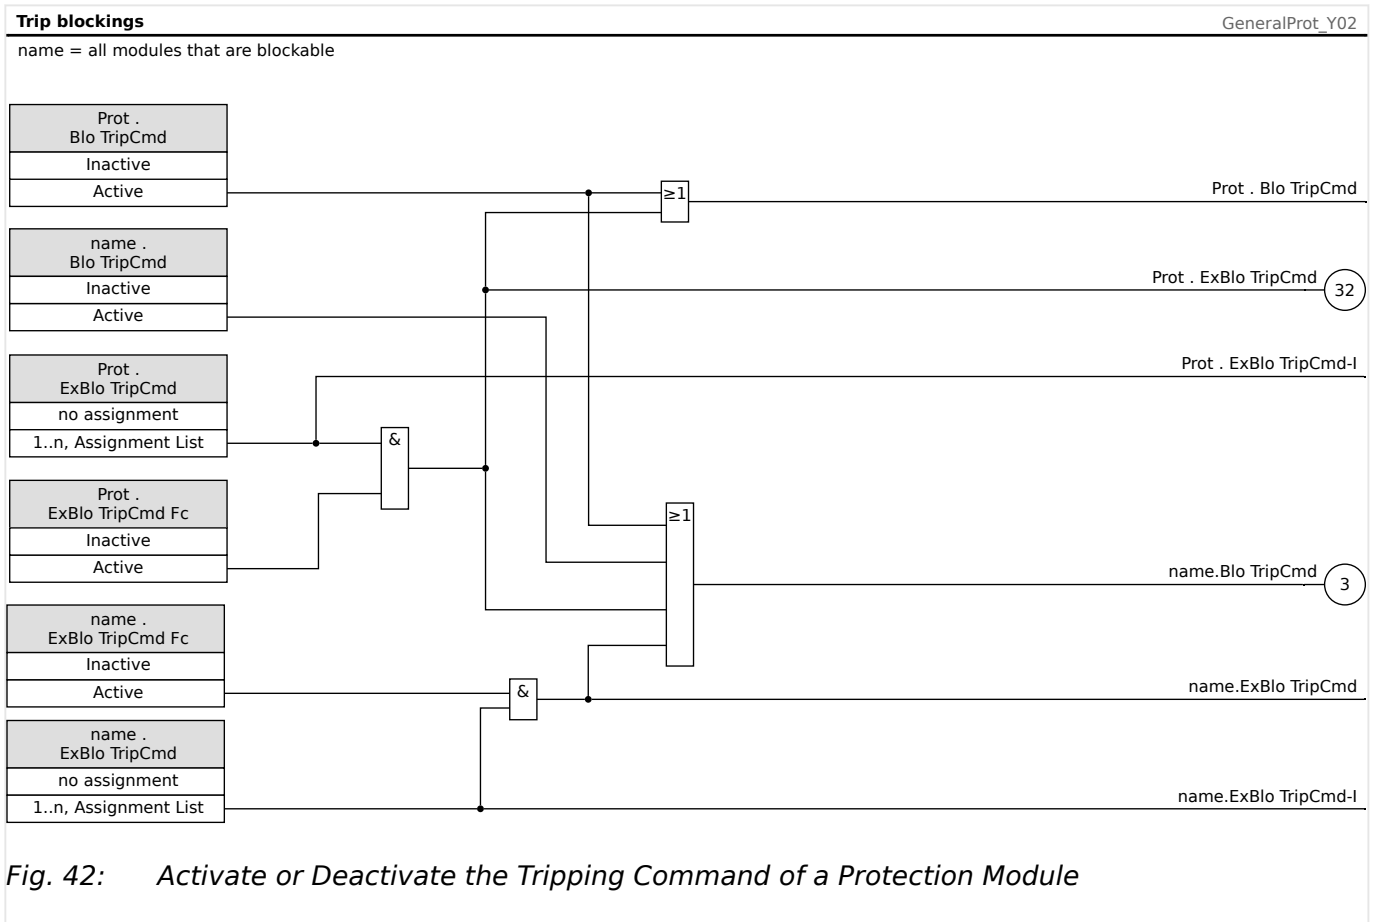 Trip blockings
GeneralProt_Y02
name = all modules that are blockable
Prot .
Blo TripCmd
Inactive
Active
≥1
Prot . Blo TripCmd
name .
Blo TripCmd
Inactive
Active
Prot . ExBlo TripCmd
32
Prot .
ExBlo TripCmd
no assignment
1..n, Assignment List
Prot . ExBlo TripCmd-I
&
Prot .
ExBlo TripCmd Fc
Inactive
Active
≥1
name.Blo TripCmd
3
name .
ExBlo TripCmd Fc
Inactive
Active
&
name.ExBlo TripCmd
name .
ExBlo TripCmd
no assignment
1..n, Assignment List
name.ExBlo TripCmd-I
Fig. 42: Activate or Deactivate the Tripping Command of a Protection Module